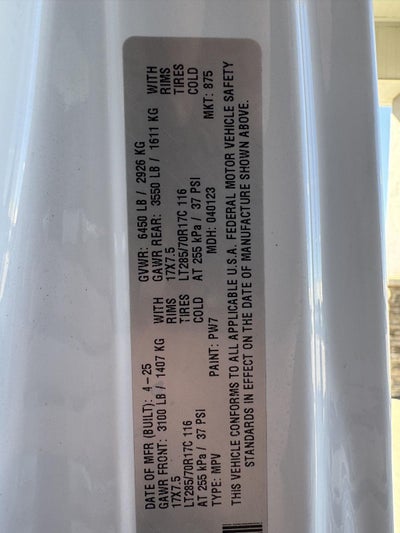 DATE OF MFR (BUILT): 4-25 GVWR: 6450 LB / 2926 KG
GAWR FRONT: 3100 LB / 1407 KG WITH GAWR REAR: 3550 LB / 1611 KG WITH
17X7.5 RIMS 17X7.5 RIMS
LT285/70R17C 116 TIRES LT285/70R17C 116 TIRES
AT 255 kPa / 37 PSI COLD AT 255 kPa / 37 PSI COLD
TYPE: MPV PAINT: PW7 MDH: 040123 MKT: 875
THIS VEHICLE CONFORMS TO ALL APPLICABLE U.S.A. FEDERAL MOTOR VEHICLE SAFETY
STANDARDS IN EFFECT ON THE DATE OF MANUFACTURE SHOWN ABOVE.